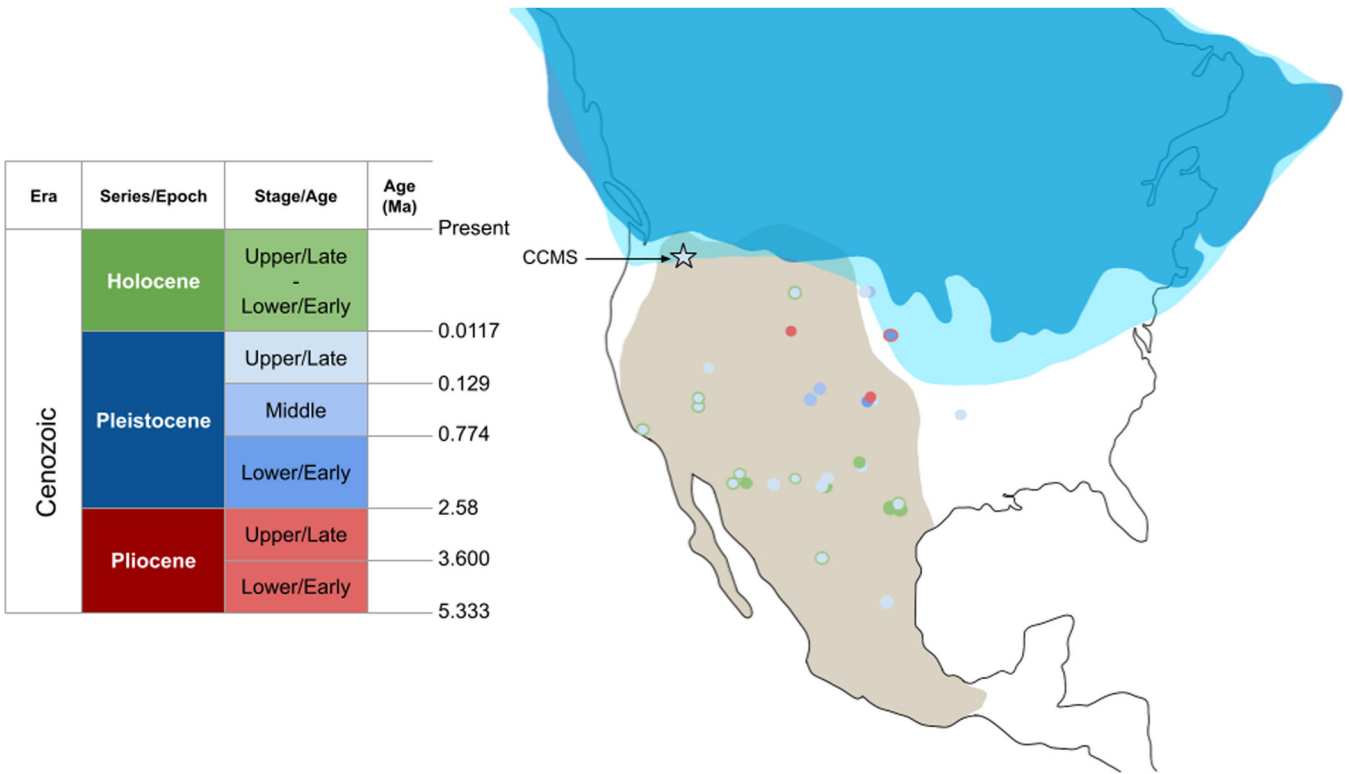 Era
Series/Epoch
Stage/Age
Age
(Ma)
Present
Holocene
Upper/Late
-
Lower/Early
0.0117
Cenozoic
Pleistocene
Upper/Late
0.129
Middle
0.774
Lower/Early
2.58
Pliocene
Upper/Late
3.600
Lower/Early
5.333
CCMS